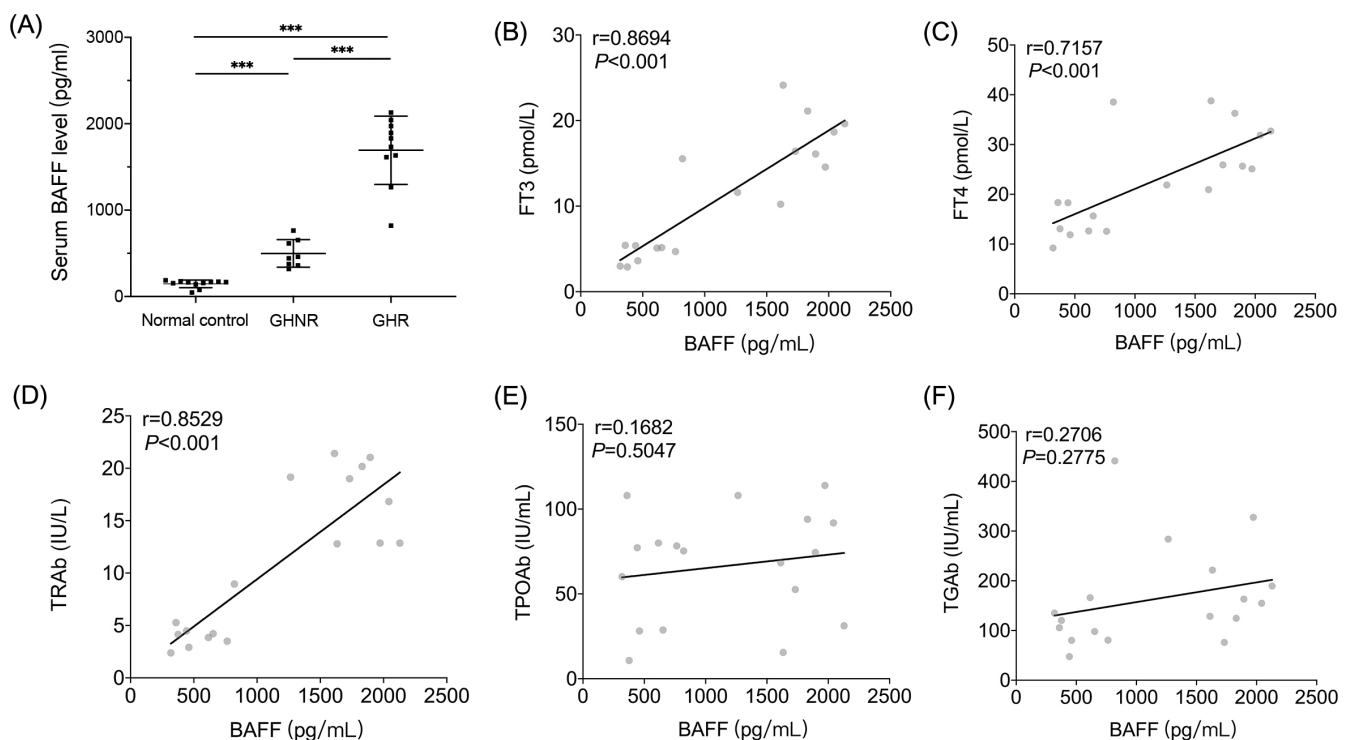 (A)
***
***
***
Serum BAFF level (pg/ml)
3000
2000
1000
0
Normal control GHNR GHR
(B)
r=0.8694
P<0.001
FT3 (pmol/L)
30
20
10
0
0 500 1000 1500 2000 2500
BAFF (pg/mL)
(C)
r=0.7157
P<0.001
FT4 (pmol/L)
50
40
30
20
10
0
0 500 1000 1500 2000 2500
BAFF (pg/mL)
(D)
r=0.8529
P<0.001
TRAb (IU/L)
25
20
15
10
5
0
0 500 1000 1500 2000 2500
BAFF (pg/mL)
(E)
r=0.1682
P=0.5047
TPOAb (IU/mL)
150
100
50
0
0 500 1000 1500 2000 2500
BAFF (pg/mL)
(F)
r=0.2706
P=0.2775
TGAb (IU/mL)
500
400
300
200
100
0
0 500 1000 1500 2000 2500
BAFF (pg/mL)